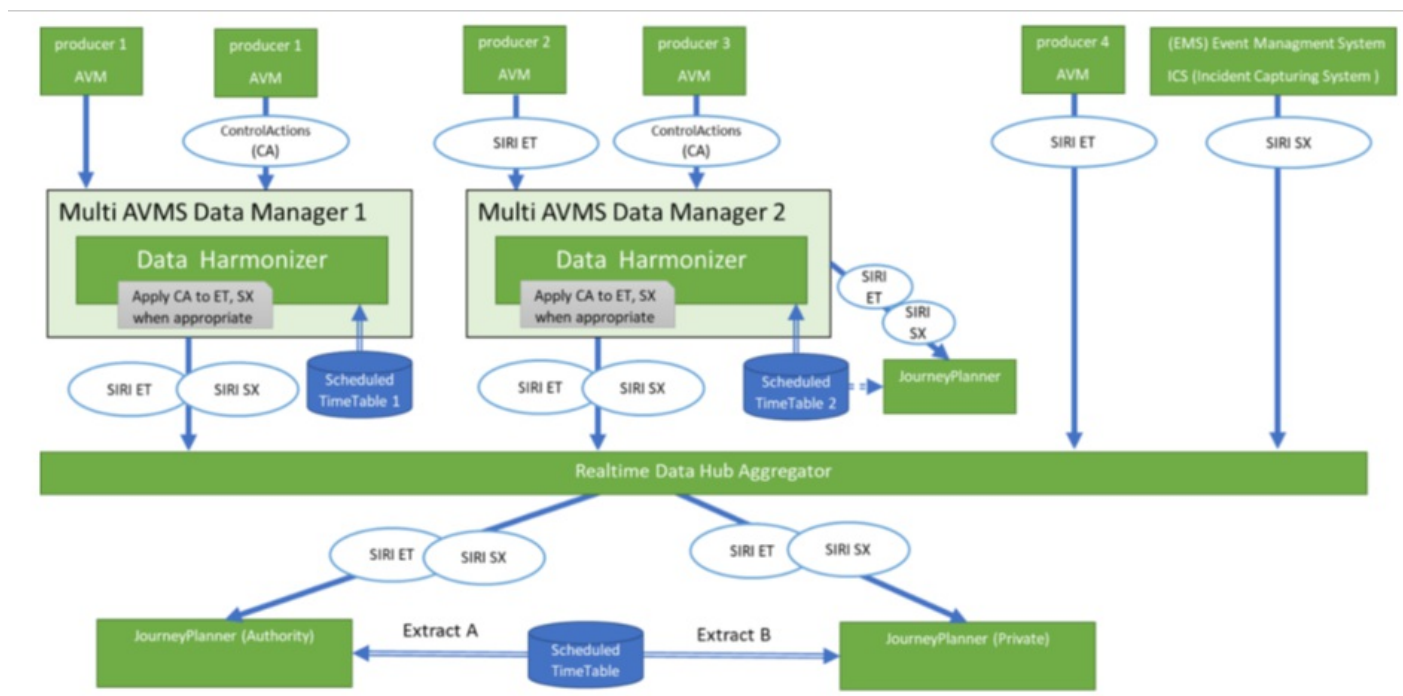 producer 1
AVM
producer 1
AVM
producer 2
AVM
producer 3
AVM
producer 4
AVM
(EMS) Event Managment System
ICS (Incident Capturing System )
ControlActions
(CA)
SIRI ET
ControlActions
(CA)
SIRI ET
SIRI SX
Multi AVMS Data Manager 1
Data Harmonizer
Apply CA to ET, SX
when appropriate
Multi AVMS Data Manager 2
Data Harmonizer
Apply CA to ET, SX
when appropriate
SIRI
ET
SIRI
SX
SIRI ET
SIRI SX
Scheduled
TimeTable 1
SIRI ET
SIRI SX
Scheduled
TimeTable 2
JourneyPlanner
Realtime Data Hub Aggregator
SIRI ET
SIRI SX
SIRI ET
SIRI SX
JourneyPlanner (Authority)
Extract A
Scheduled
TimeTable
Extract B
JourneyPlanner (Private)